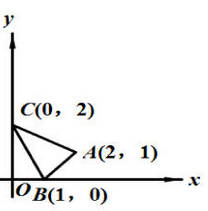 y
C(0，2)
A(2，1)
x
O B(1，0)